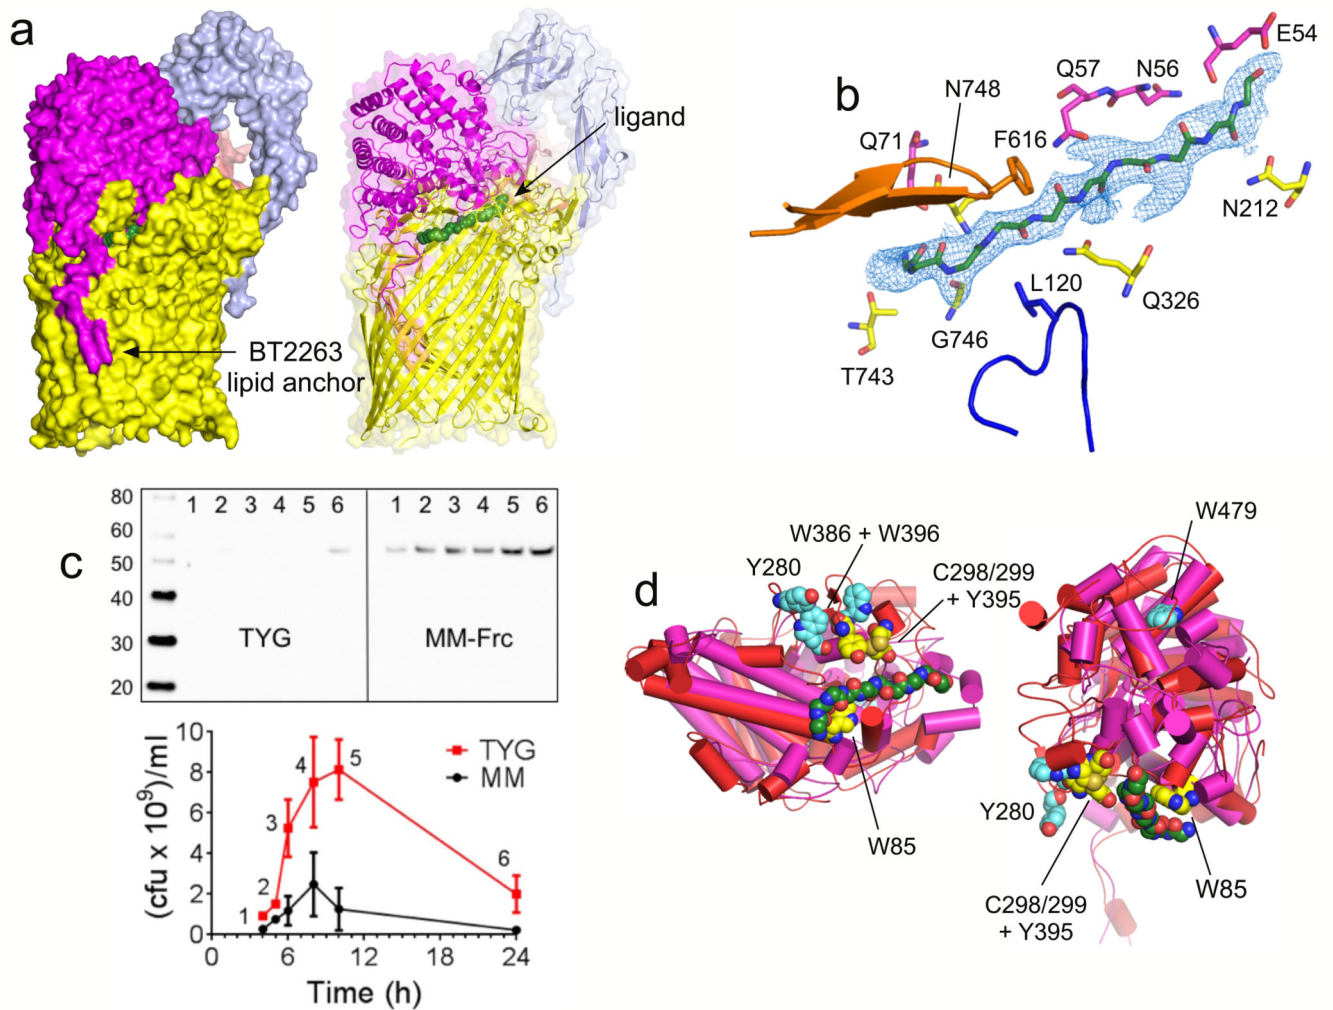 a
ligand
BT2263
lipid anchor
b
E54
Q57
N56
N748
Q71
F616
N212
L120
Q326
G746
T743
c
80
60
50
40
30
20
1 2 3 4 5 6
1 2 3 4 5 6
TYG
MM-Frc
10
8
6
4
2
0
(cfu x 10⁹)/ml
TYG
MM
1
2
3
4
5
6
0 6 12 18 24
Time (h)
d
W386 + W396
Y280
C298/299
+ Y395
W85
W479
Y280
C298/299
+ Y395
W85